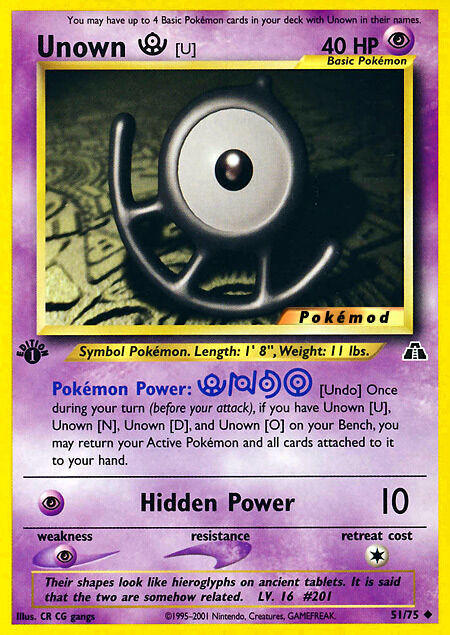 You may have up to 4 Basic Pokémon cards in your deck with Unown in their names.
Unown [U] 40 HP
Basic Pokémon
Pokémod
EDITION
1
Symbol Pokémon. Length: 1' 8", Weight: 11 lbs.
Pokémon Power: UNDO [Undo] Once
during your turn (before your attack), if you have Unown [U],
Unown [N], Unown [D], and Unown [O] on your Bench, you
may return your Active Pokémon and all cards attached to it
to your hand.
Hidden Power 10
weakness resistance retreat cost
Their shapes look like hieroglyphs on ancient tablets. It is said
that the two are somehow related. LV. 16 #201
Illus. CR CG gangs ©1995-2001 Nintendo, Creatures, GAMEFREAK. 51/75